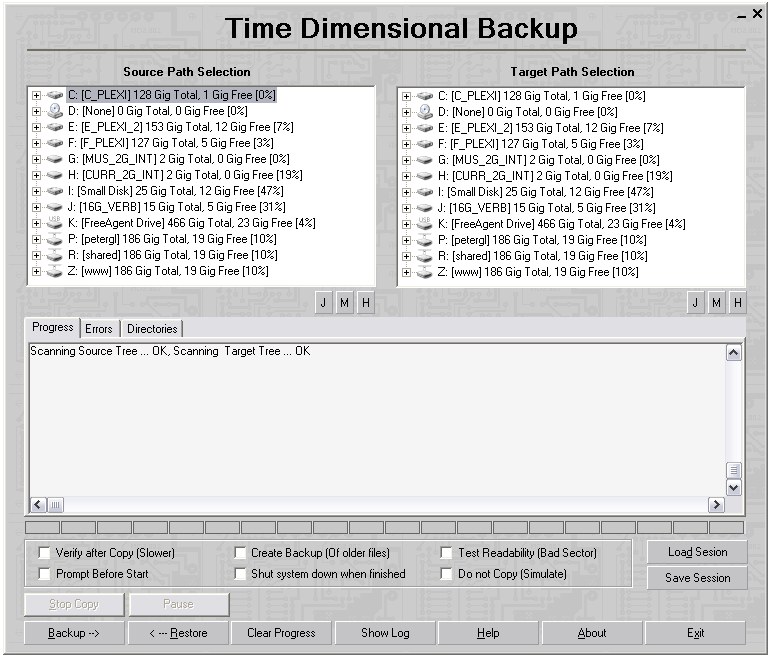 Time Dimensional Backup
Source Path Selection
C: [C_PLEXI] 128 Gig Total, 1 Gig Free [0%]
D: [None] 0 Gig Total, 0 Gig Free [0%]
E: [E_PLEXI_2] 153 Gig Total, 12 Gig Free [7%]
F: [F_PLEXI] 127 Gig Total, 5 Gig Free [3%]
G: [MUS_2G_INT] 2 Gig Total, 0 Gig Free [0%]
H: [CURR_2G_INT] 2 Gig Total, 0 Gig Free [19%]
I: [Small Disk] 25 Gig Total, 12 Gig Free [47%]
J: [16G_VERB] 15 Gig Total, 5 Gig Free [31%]
K: [FreeAgent Drive] 466 Gig Total, 23 Gig Free [4%]
P: [petergl] 186 Gig Total, 19 Gig Free [10%]
R: [shared] 186 Gig Total, 19 Gig Free [10%]
Z: [www] 186 Gig Total, 19 Gig Free [10%]
J M H
Target Path Selection
C: [C_PLEXI] 128 Gig Total, 1 Gig Free [0%]
D: [None] 0 Gig Total, 0 Gig Free [0%]
E: [E_PLEXI_2] 153 Gig Total, 12 Gig Free [7%]
F: [F_PLEXI] 127 Gig Total, 5 Gig Free [3%]
G: [MUS_2G_INT] 2 Gig Total, 0 Gig Free [0%]
H: [CURR_2G_INT] 2 Gig Total, 0 Gig Free [19%]
I: [Small Disk] 25 Gig Total, 12 Gig Free [47%]
J: [16G_VERB] 15 Gig Total, 5 Gig Free [31%]
K: [FreeAgent Drive] 466 Gig Total, 23 Gig Free [4%]
P: [petergl] 186 Gig Total, 19 Gig Free [10%]
R: [shared] 186 Gig Total, 19 Gig Free [10%]
Z: [www] 186 Gig Total, 19 Gig Free [10%]
J M H
Progress Errors Directories
Scanning Source Tree ... OK, Scanning  Target Tree ... OK
Verify after Copy (Slower) Create Backup (Of older files) Test Readability (Bad Sector) Load Sesion
Prompt Before Start Shut system down when finished Do not Copy (Simulate) Save Session
Stop Copy Pause
Backup --> < --- Restore Clear Progress Show Log Help About Exit